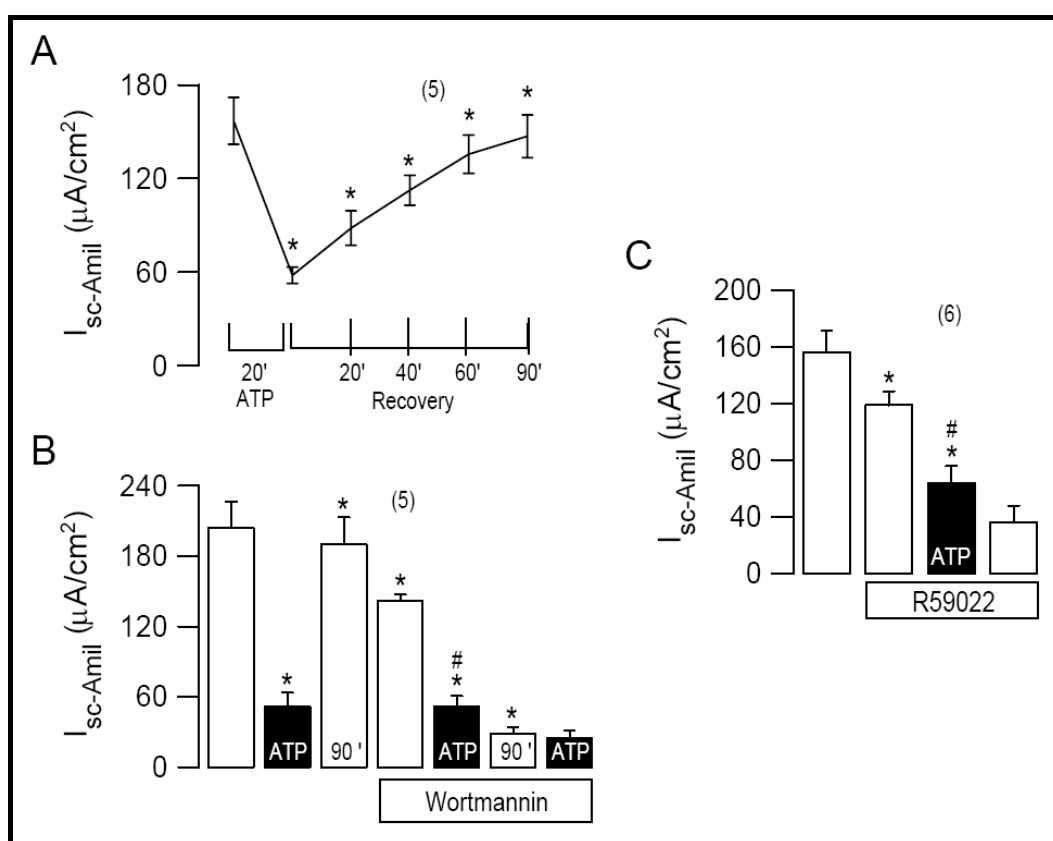 A
180
(5)
*
*
*
*
*
120
60
0
I_sc-Amil (µA/cm²)
20' 20' 40' 60' 90'
ATP Recovery
B
240
(5)
*
*
180
120
#
*
*
*
60
0
I_sc-Amil (µA/cm²)
ATP 90 ' ATP 90 ' ATP
Wortmannin
C
200
(6)
160
*
120
#
*
80
40
0
I_sc-Amil (µA/cm²)
ATP
R59022